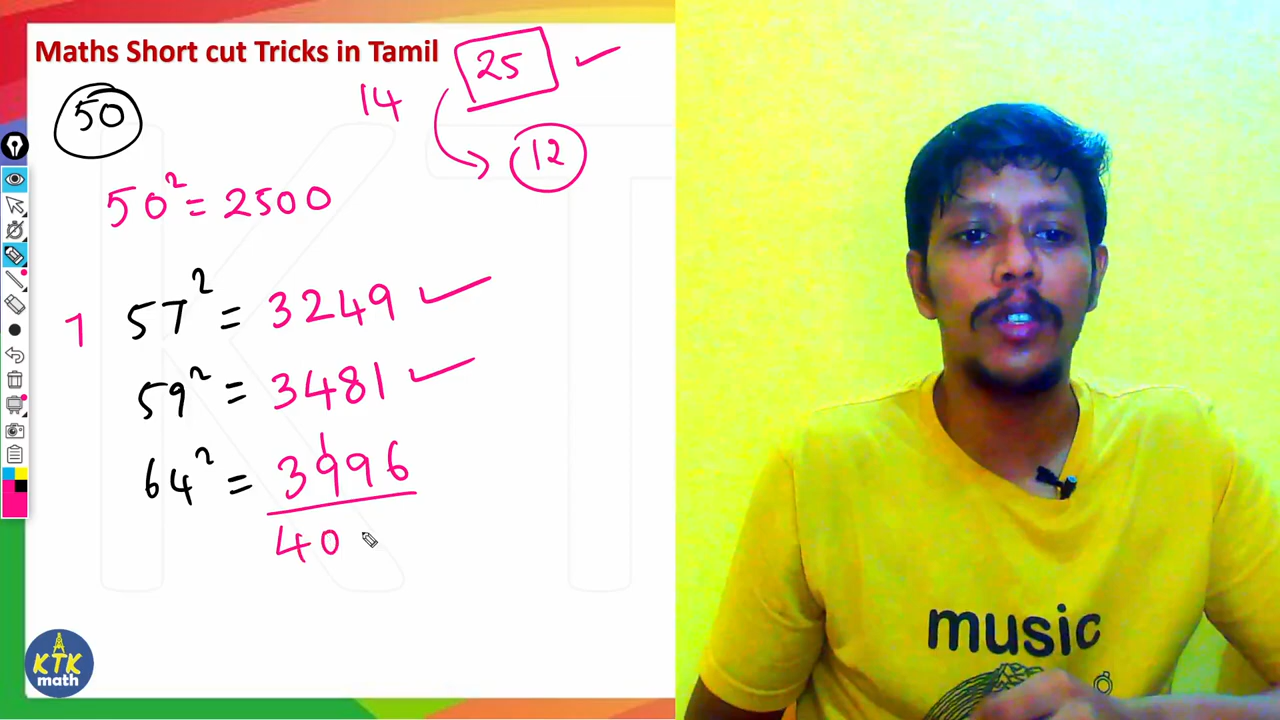 Maths Short cut Tricks in Tamil
25
14
50
12
50² = 2500
7
57² = 3249
59² = 3481
1
64² = 3996
40
KTK
math
music